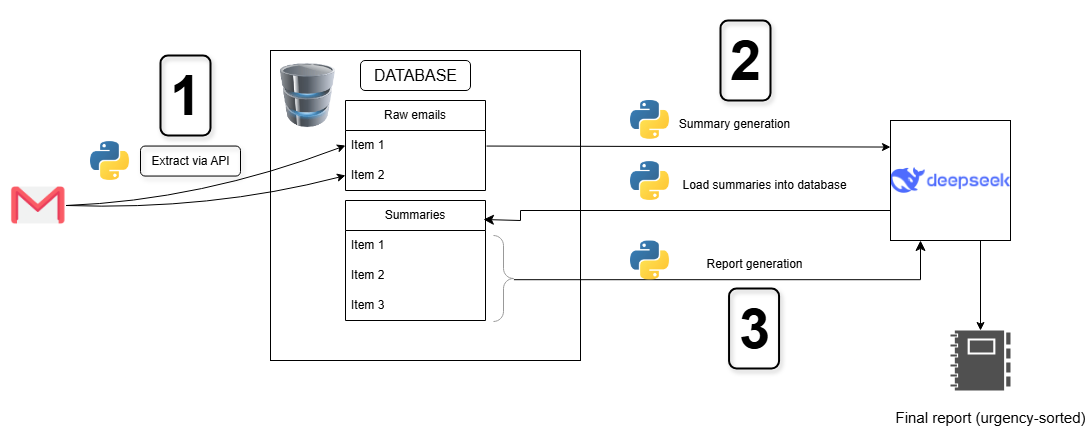 1
Extract via API
DATABASE
Raw emails
Item 1
Item 2
Summaries
Item 1
Item 2
Item 3
2
Summary generation
Load summaries into database
Report generation
3
deepseek
Final report (urgency-sorted)